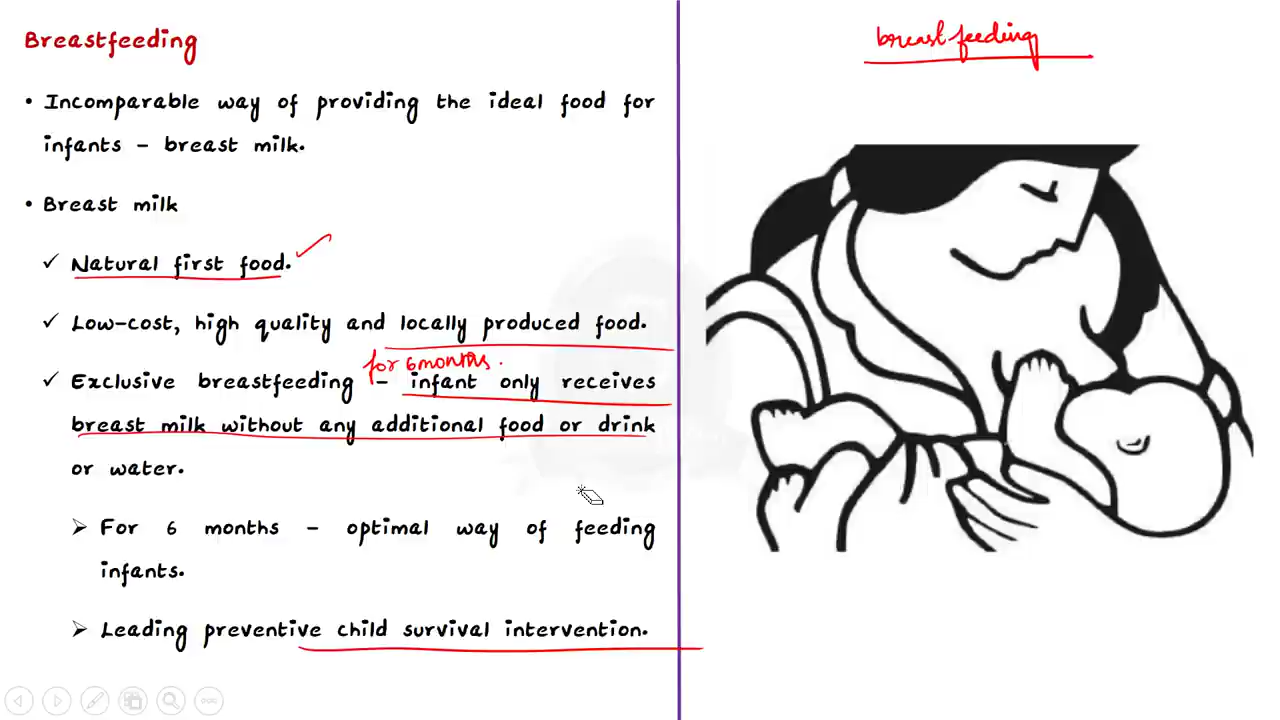 Breastfeeding
breastfeeding
• Incomparable way of providing the ideal food for
infants – breast milk.
• Breast milk
✓ Natural first food.
✓ Low-cost, high quality and locally produced food.
for 6 months.
✓ Exclusive breastfeeding – infant only receives
breast milk without any additional food or drink
or water.
➢ For 6 months – optimal way of feeding
infants.
➢ Leading preventive child survival intervention.